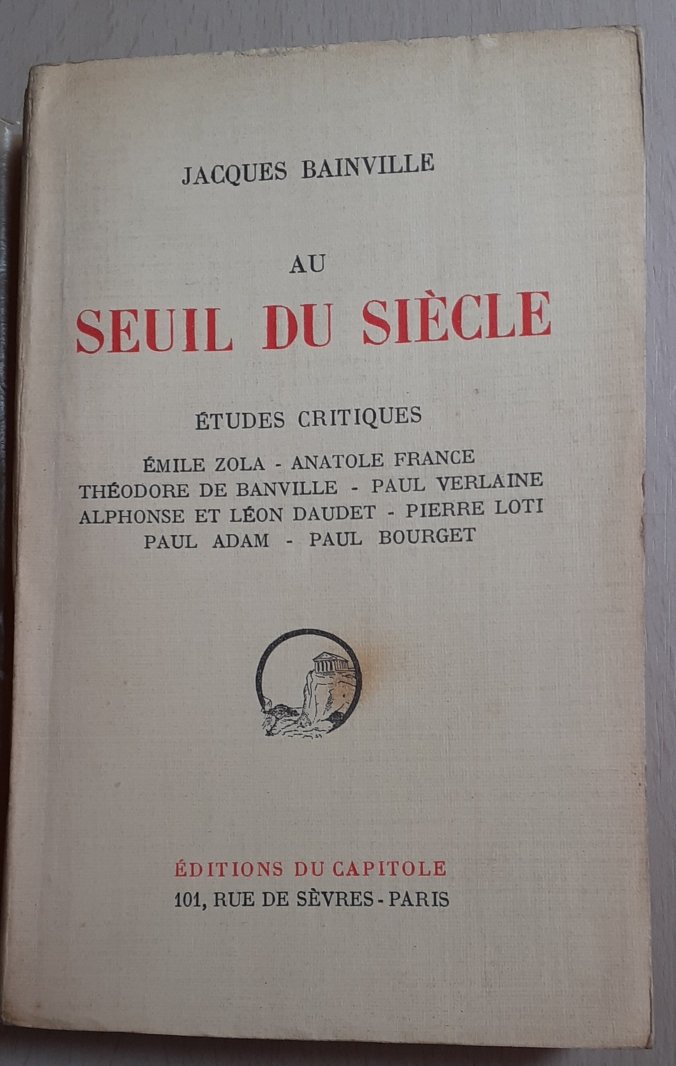 JACQUES BAINVILLE
AU
SEUIL DU SIÈCLE
ÉTUDES CRITIQUES
ÉMILE ZOLA - ANATOLE FRANCE
THÉODORE DE BANVILLE - PAUL VERLAINE
ALPHONSE ET LÉON DAUDET - PIERRE LOTI
PAUL ADAM - PAUL BOURGET
ÉDITIONS DU CAPITOLE
101, RUE DE SÈVRES - PARIS